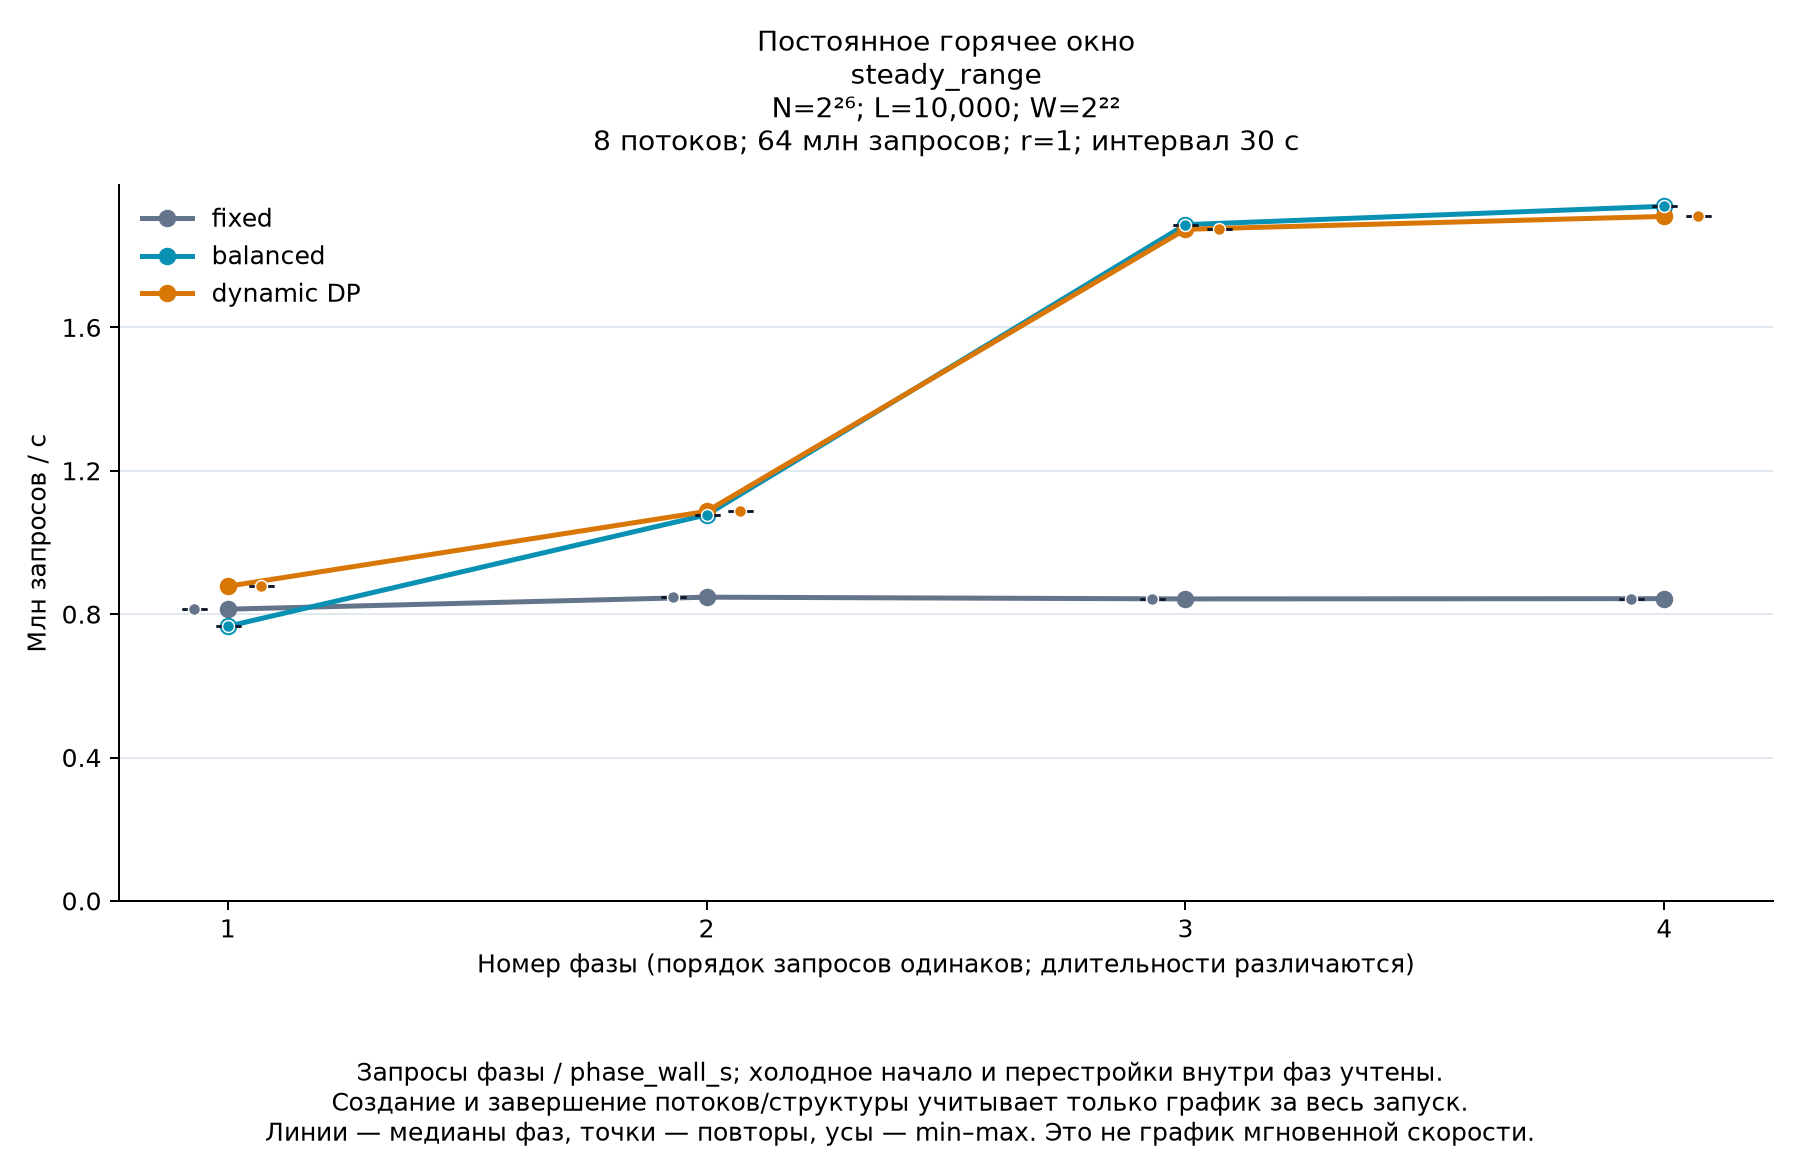 Постоянное горячее окно
steady_range
N=2²⁶; L=10,000; W=2²²
8 потоков; 64 млн запросов; r=1; интервал 30 с
fixed
balanced
dynamic DP
Млн запросов / с
1.6
1.2
0.8
0.4
0.0
1 2 3 4
Номер фазы (порядок запросов одинаков; длительности различаются)
Запросы фазы / phase_wall_s; холодное начало и перестройки внутри фаз учтены.
Создание и завершение потоков/структуры учитывает только график за весь запуск.
Линии — медианы фаз, точки — повторы, усы — min–max. Это не график мгновенной скорости.